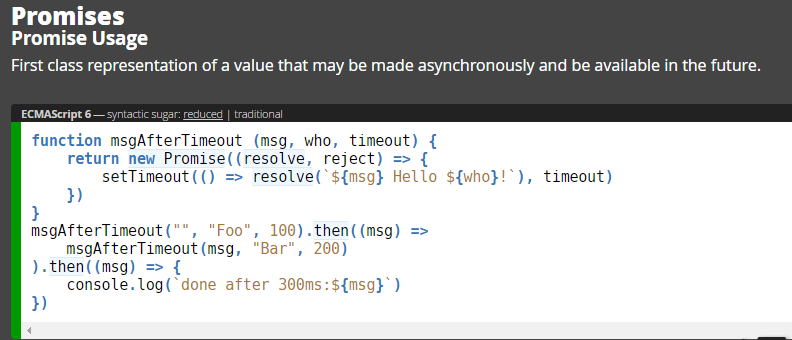 Promises
Promise Usage
First class representation of a value that may be made asynchronously and be available in the future.
ECMAScript 6 — syntactic sugar: reduced | traditional
function msgAfterTimeout (msg, who, timeout) {
    return new Promise((resolve, reject) => {
        setTimeout(() => resolve(`${msg} Hello ${who}!`), timeout)
    })
}
msgAfterTimeout("", "Foo", 100).then((msg) =>
    msgAfterTimeout(msg, "Bar", 200)
).then((msg) => {
    console.log(`done after 300ms:${msg}`)
})